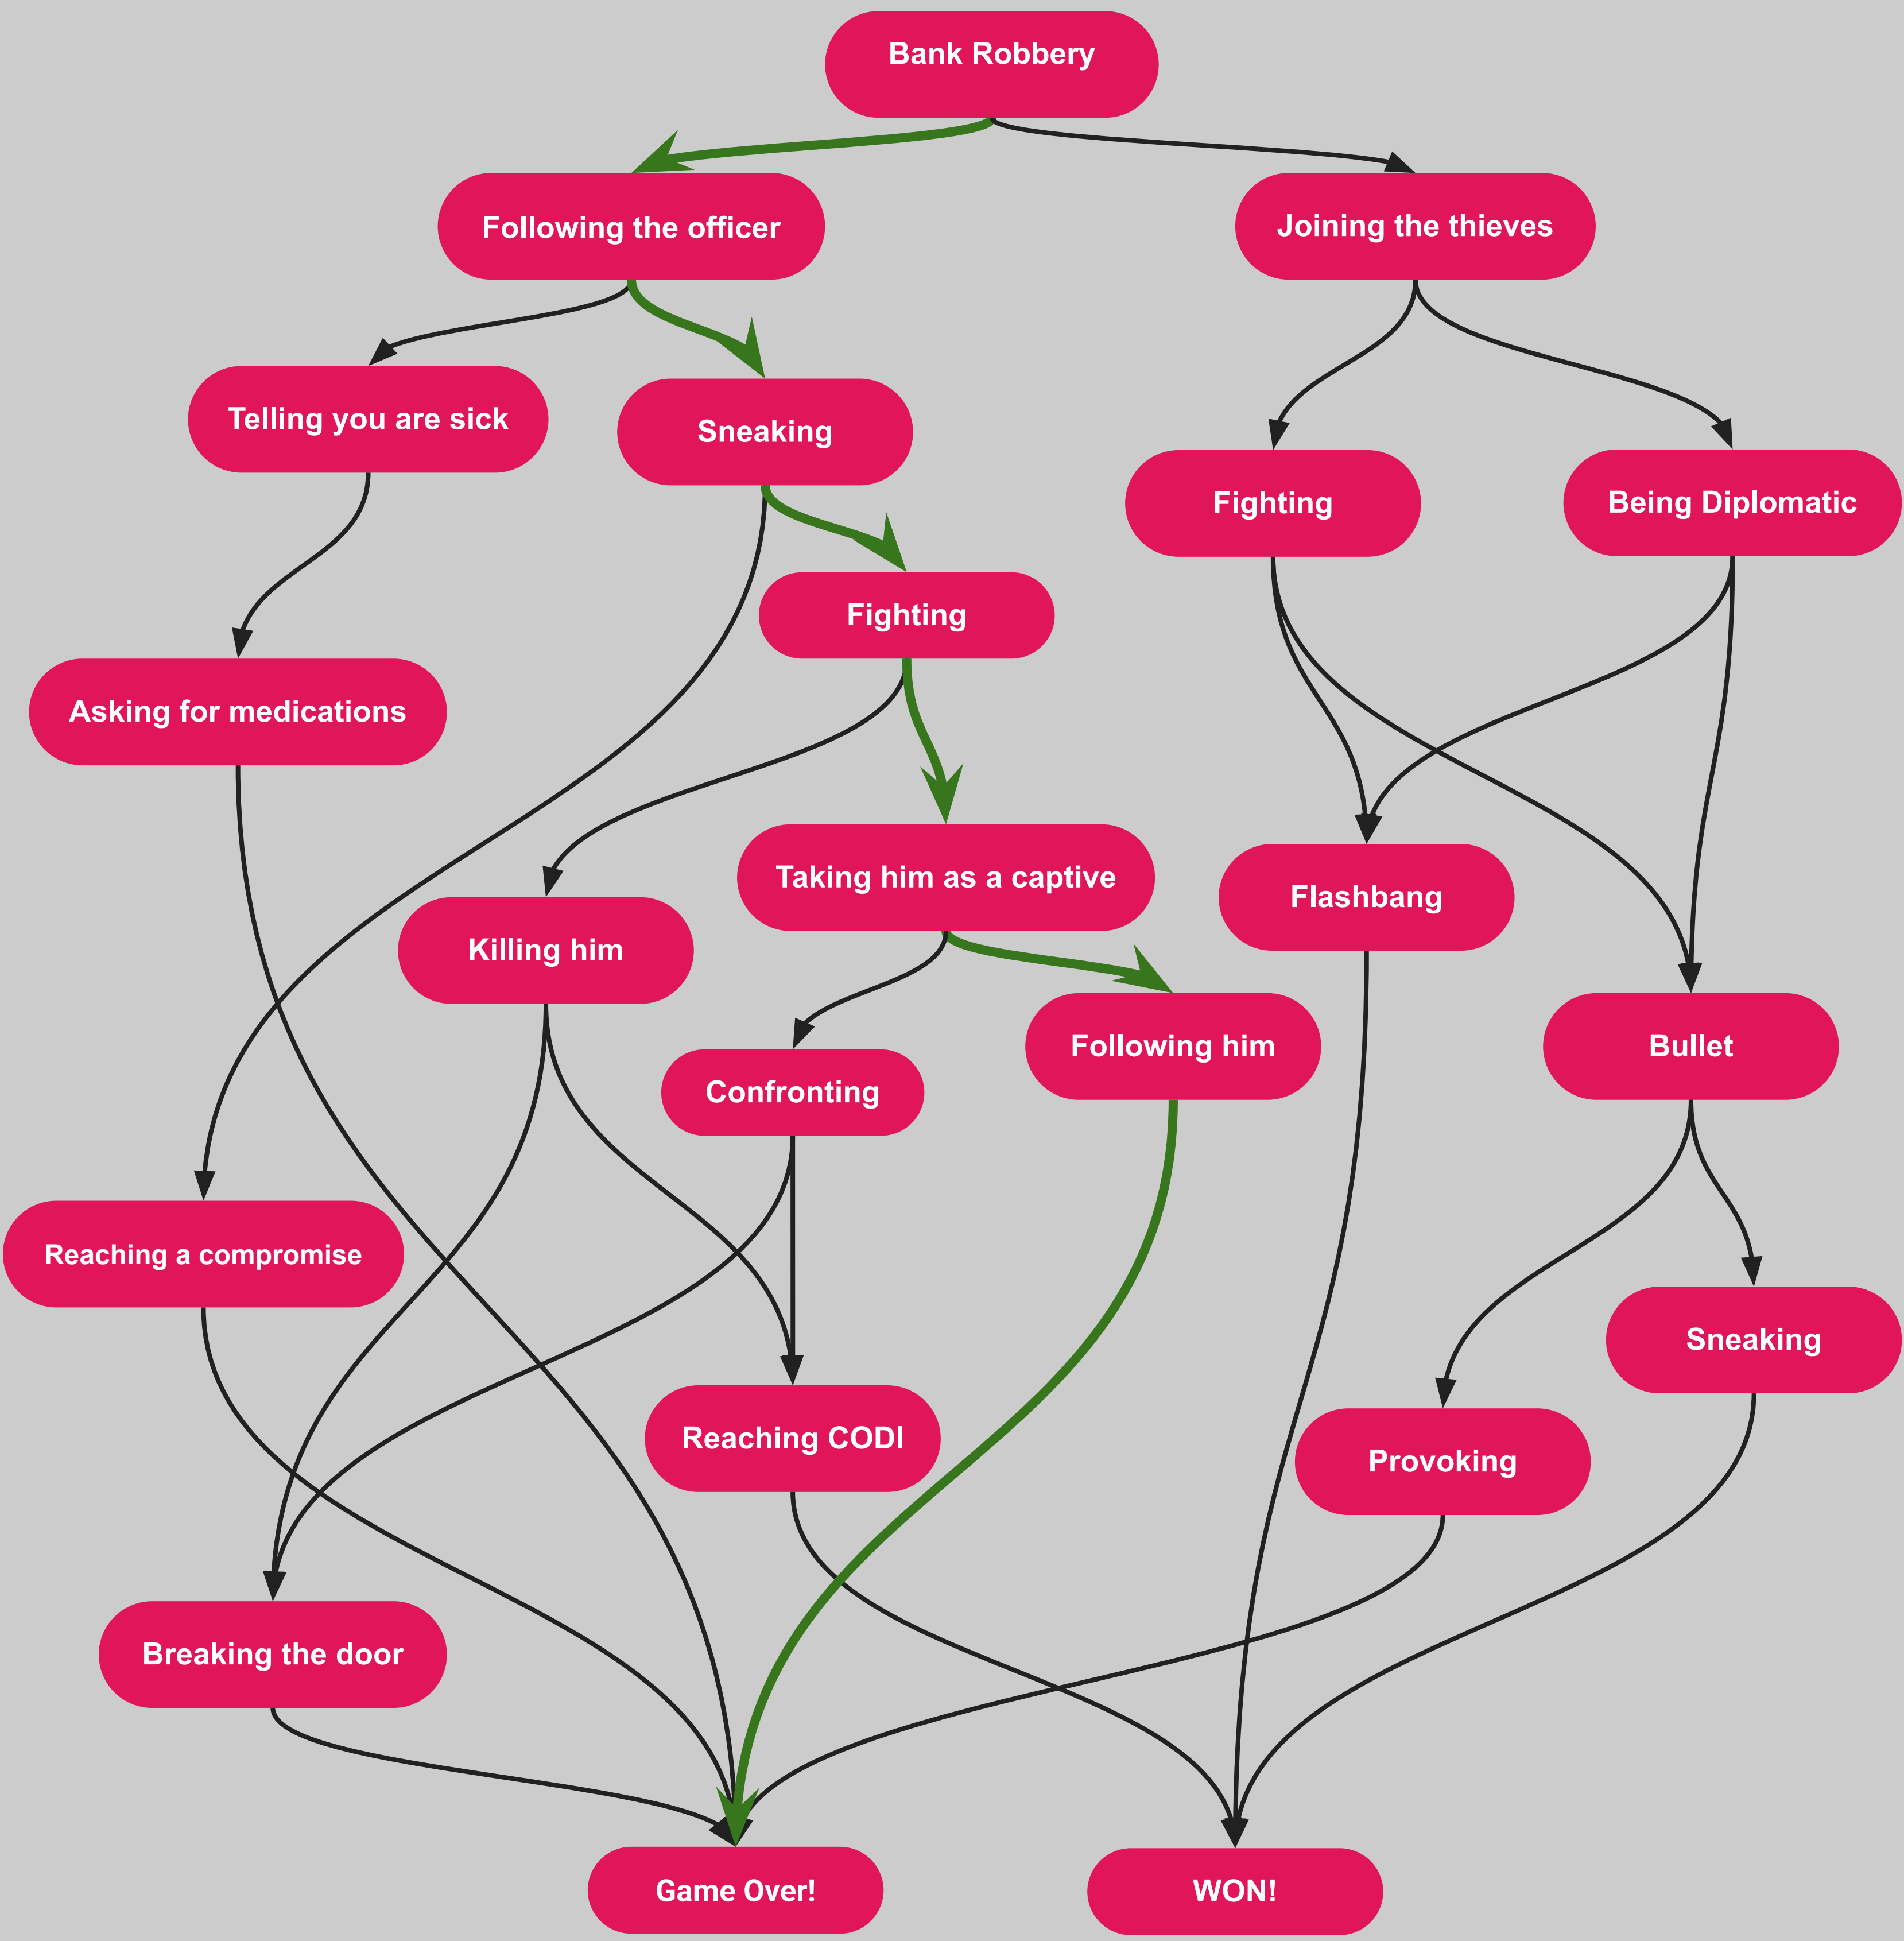 Bank Robbery
Following the officer
Joining the thieves
Telling you are sick
Sneaking
Fighting
Being Diplomatic
Fighting
Asking for medications
Taking him as a captive
Flashbang
Killing him
Following him
Bullet
Confronting
Reaching a compromise
Sneaking
Reaching CODI
Provoking
Breaking the door
Game Over!
WON!